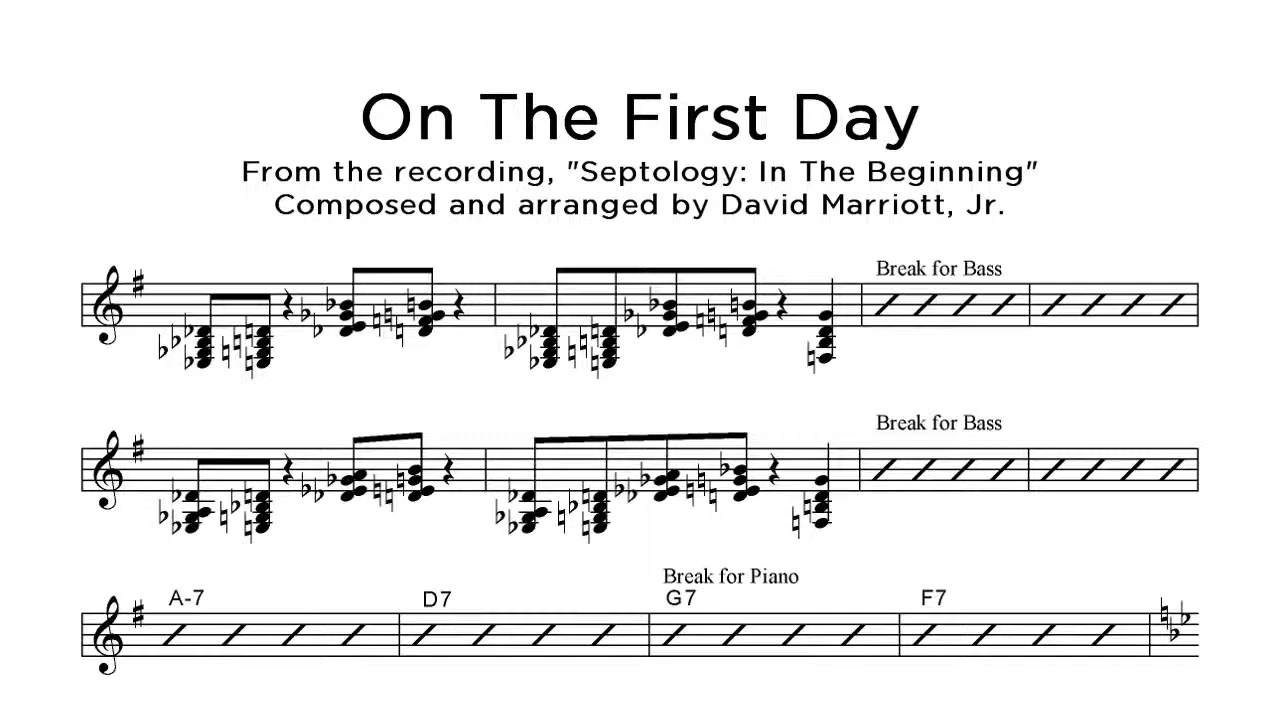 On The First Day
From the recording, "Septology: In The Beginning"
Composed and arranged by David Marriott, Jr.
Break for Bass
Break for Bass
Break for Piano
A-7 D7 G7 F7